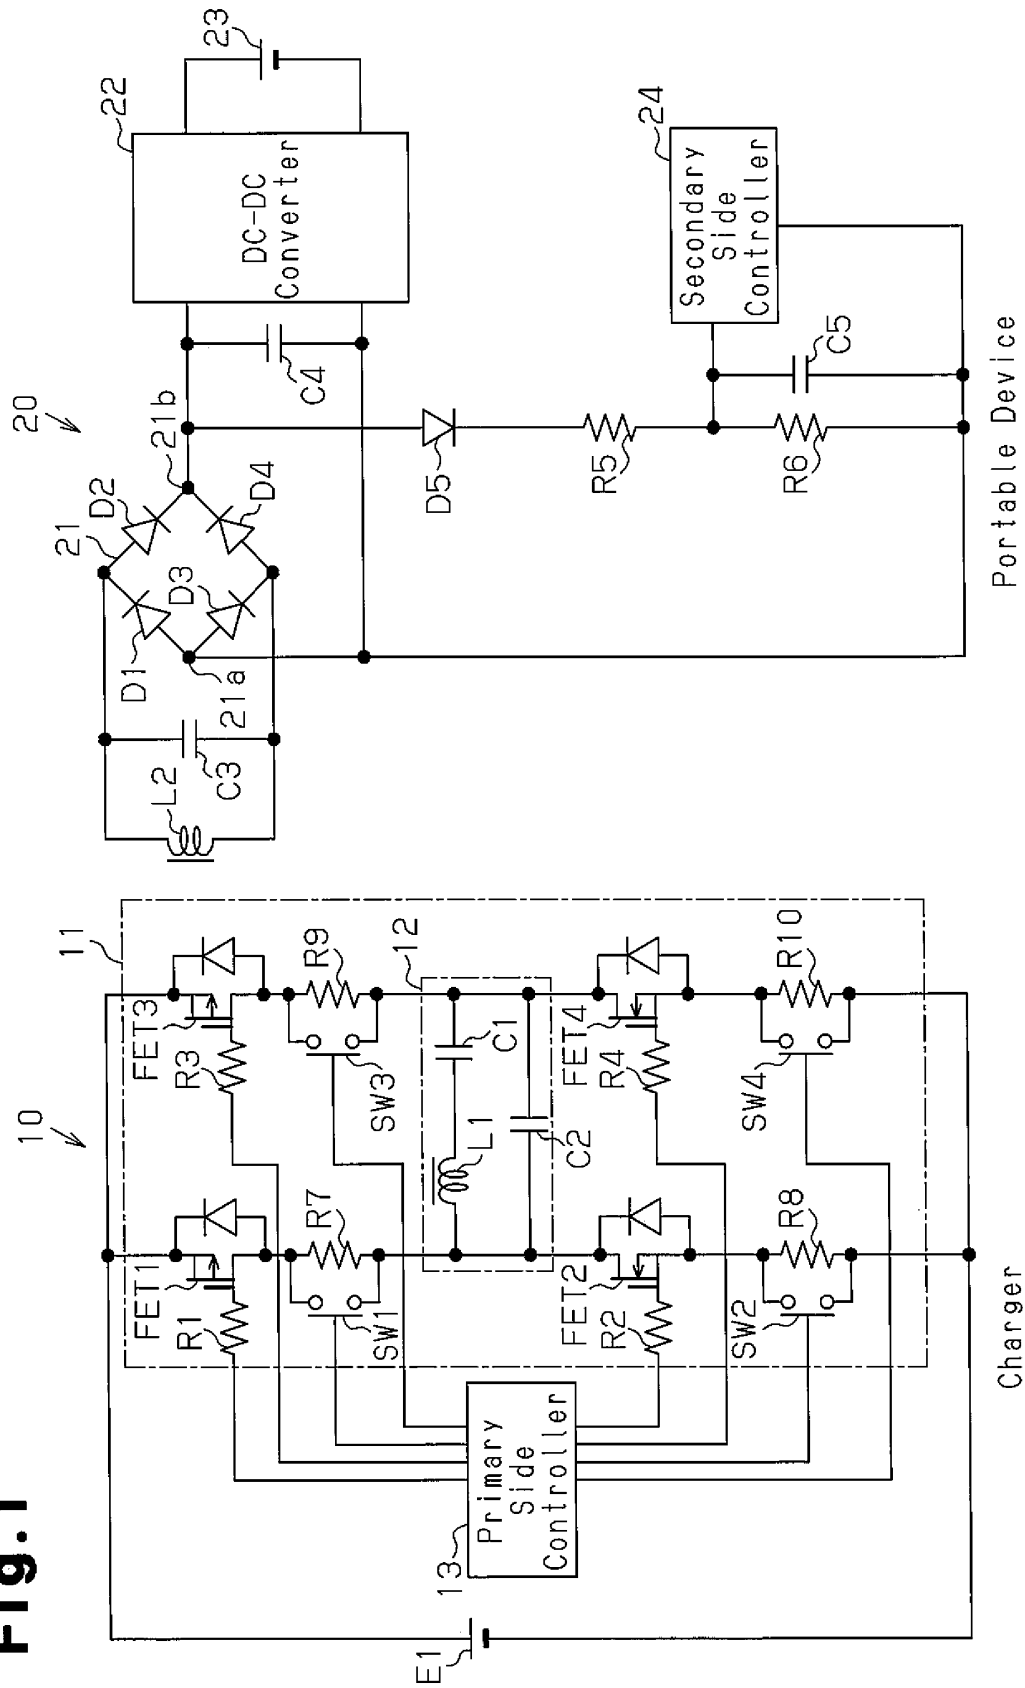 Fig.1
10
11
E1
13
Primary
Side
Controller
FET1
R1
R7
SW1
FET3
R3
R9
SW3
12
L1
C1
C2
FET2
R2
R8
SW2
FET4
R4
R10
SW4
Charger
20
L2
C3
21
21a
21b
D1
D2
D3
D4
C4
22
DC-DC
Converter
23
D5
R5
R6
C5
24
Secondary
Side
Controller
Portable Device